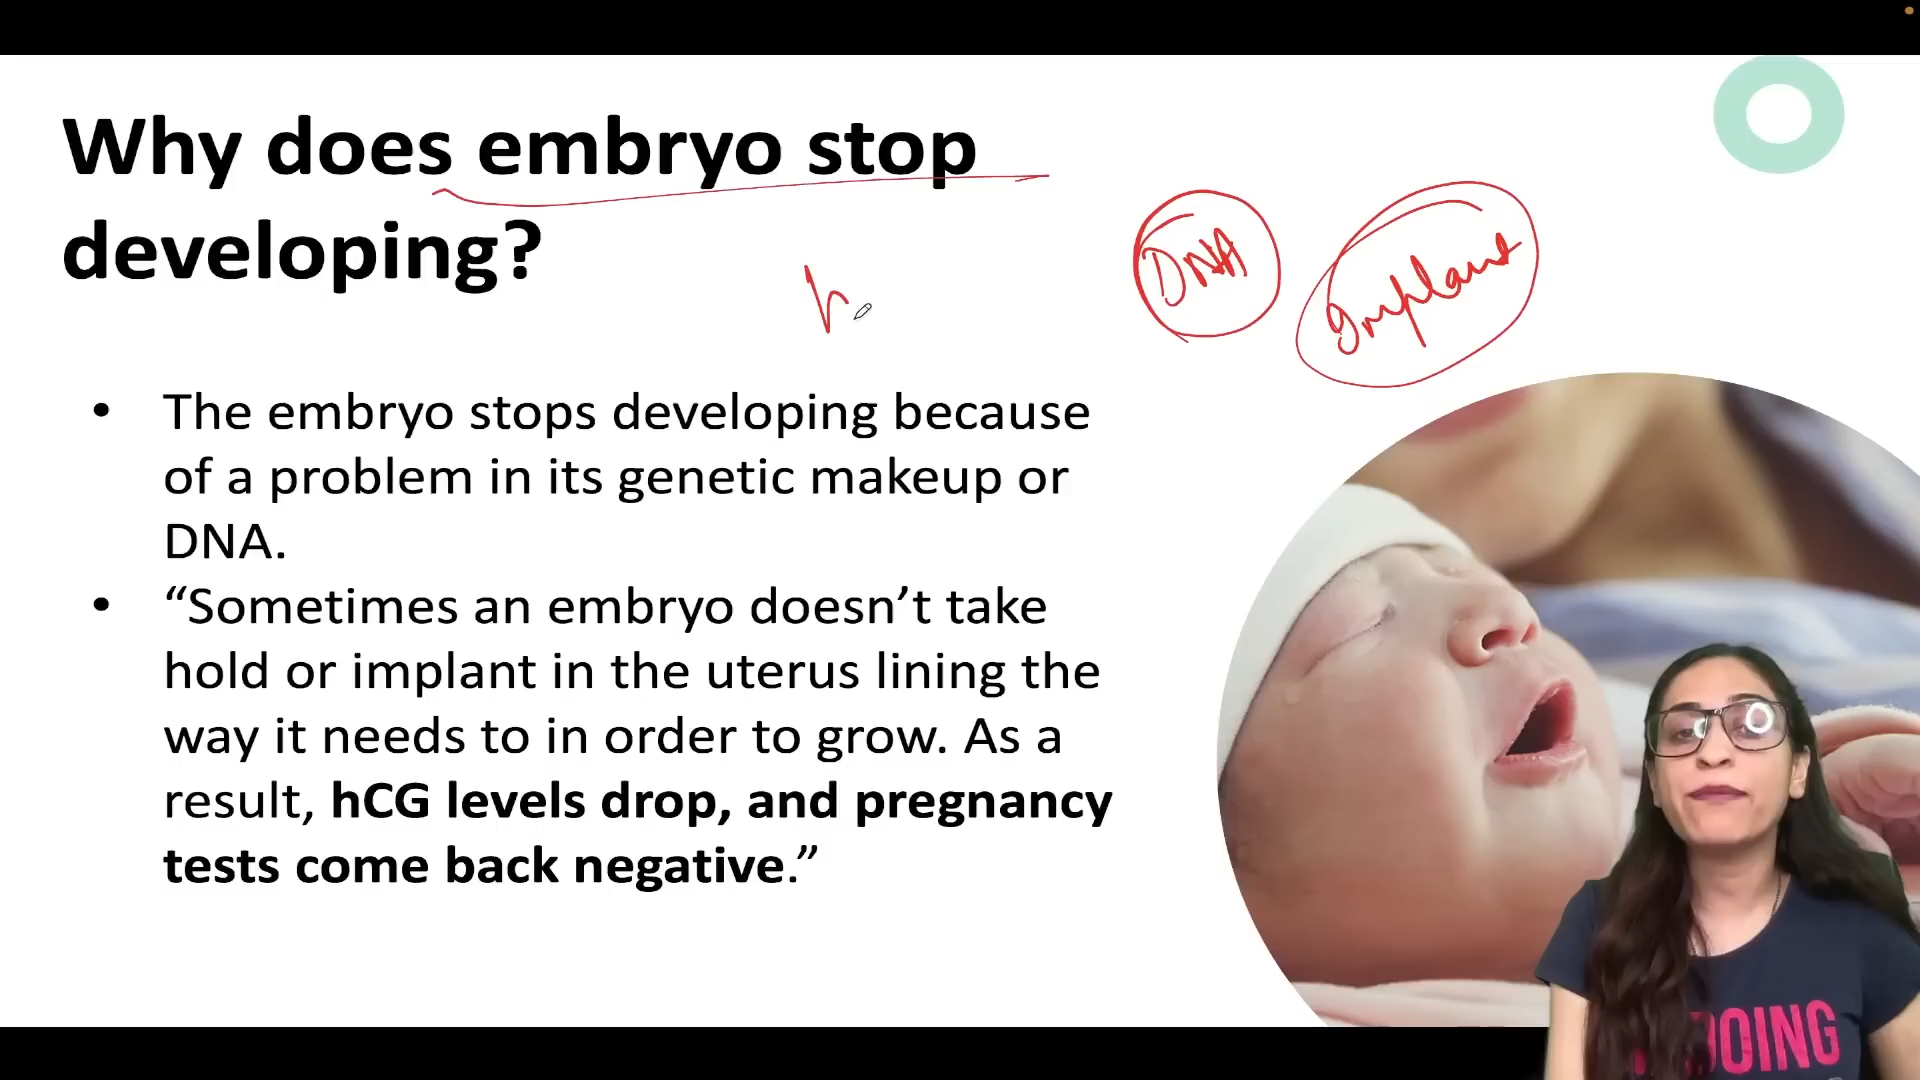 Why does embryo stop
developing?
DNA
Implant
h
• The embryo stops developing because
of a problem in its genetic makeup or
DNA.
• “Sometimes an embryo doesn’t take
hold or implant in the uterus lining the
way it needs to in order to grow. As a
result, hCG levels drop, and pregnancy
tests come back negative.”
DOING